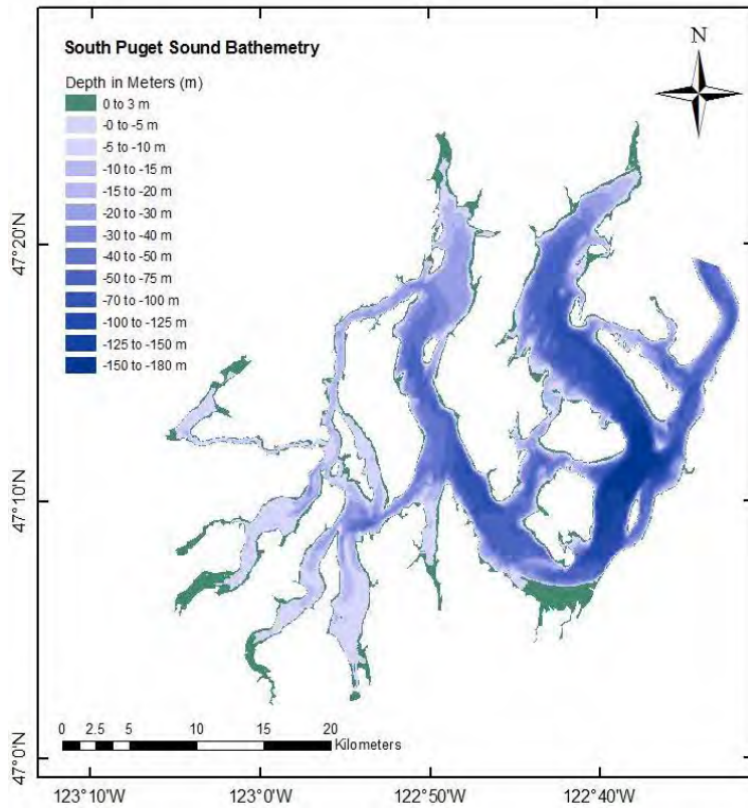 South Puget Sound Bathemetry
N
Depth in Meters (m)
0 to 3 m
-0 to -5 m
-5 to -10 m
-10 to -15 m
-15 to -20 m
-20 to -30 m
-30 to -40 m
-40 to -50 m
-50 to -75 m
-70 to -100 m
-100 to -125 m
-125 to -150 m
-150 to -180 m
47°20'N
47°10'N
47°0'N
0 2.5 5 10 15 20
Kilometers
123°10'W 123°0'W 122°50'W 122°40'W